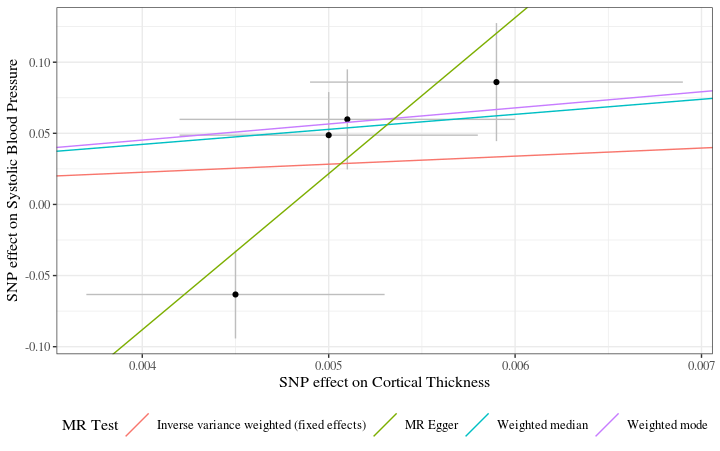 SNP effect on Systolic Blood Pressure
0.10
0.05
0.00
-0.05
-0.10
0.004 0.005 0.006 0.007
SNP effect on Cortical Thickness
MR Test Inverse variance weighted (fixed effects) MR Egger Weighted median Weighted mode